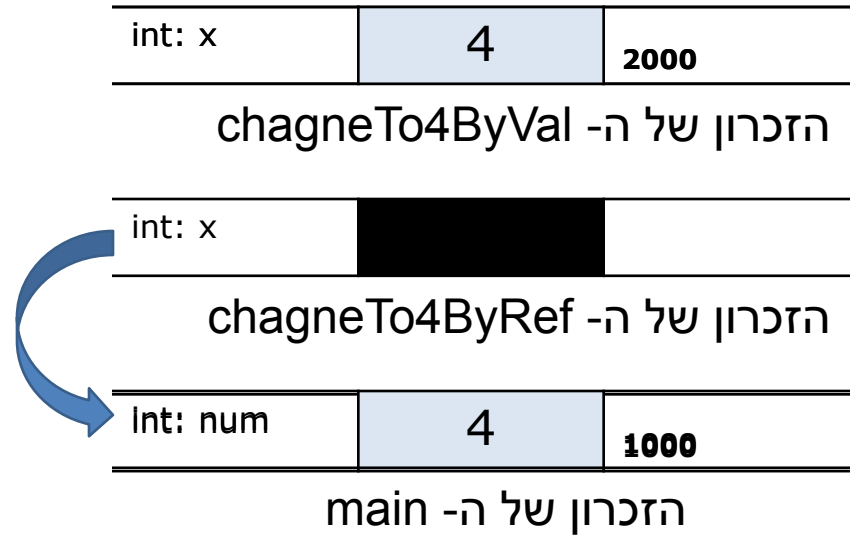 int: x 4 2000
הזכרון של ה- chagneTo4ByVal
int: x
הזכרון של ה- chagneTo4ByRef
int: num 4 1000
הזכרון של ה- main